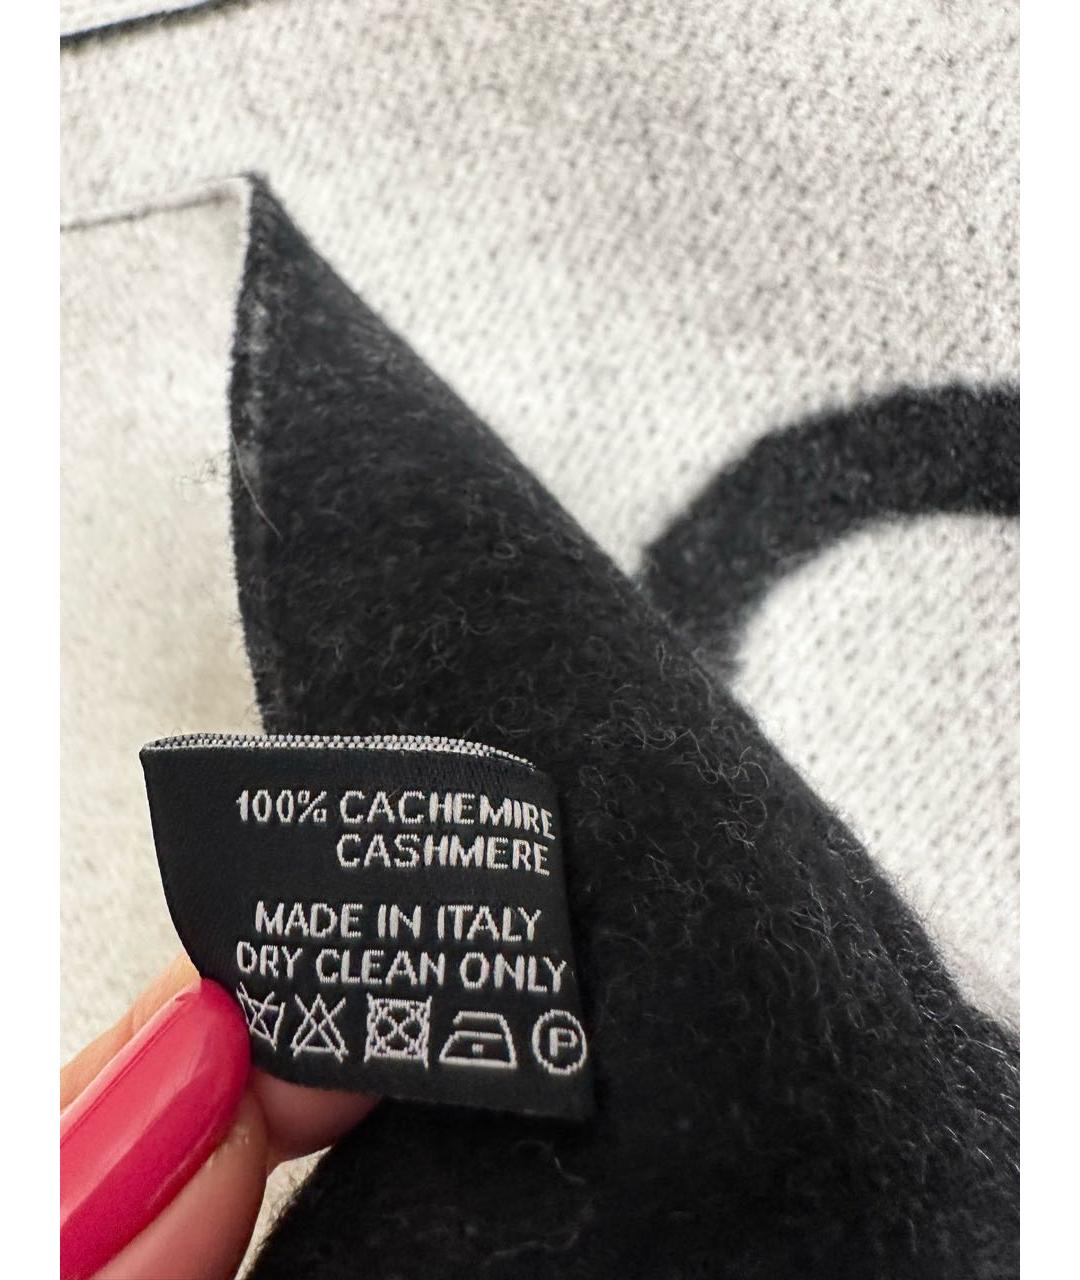 100% CACHEMIRE
CASHMERE
MADE IN ITALY
DRY CLEAN ONLY
P